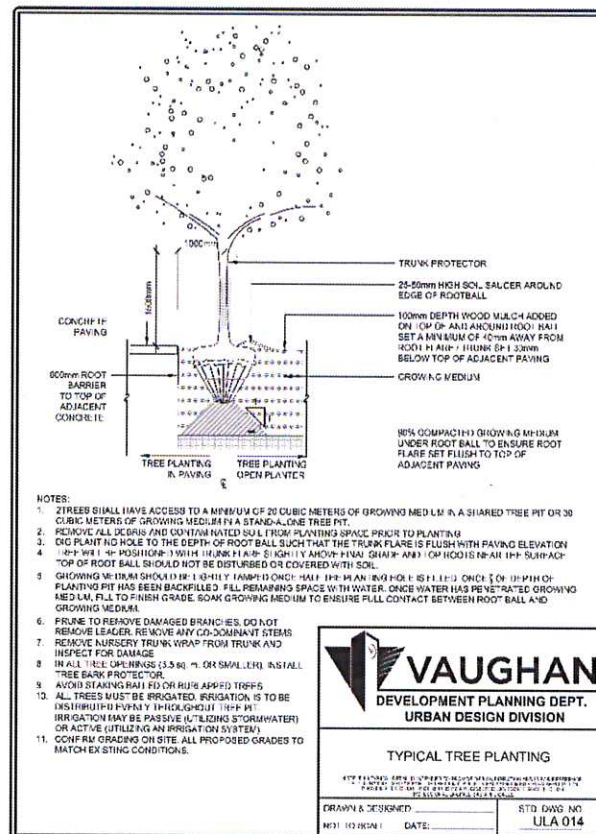 1000mm
TRUNK PROTECTOR
25-50mm HIGH SOIL SAUCER AROUND
EDGE OF ROOTBALL
1500mm
CONCRETE
PAVING
100mm DEPTH WOOD MULCH ADDED
ON TOP OF AND AROUND ROOT BALL
SET A MINIMUM OF 40mm AWAY FROM
ROOT FLARE / TRUNK SET 30mm
BELOW TOP OF ADJACENT PAVING
600mm ROOT
BARRIER
TO TOP OF
ADJACENT
CONCRETE
GROWING MEDIUM
90% COMPACTED GROWING MEDIUM
UNDER ROOT BALL TO ENSURE ROOT
FLARE SET FLUSH TO TOP OF
ADJACENT PAVING
TREE PLANTING
IN PAVING
TREE PLANTING
OPEN PLANTER
NOTES:
1. 2TREES SHALL HAVE ACCESS TO A MINIMUM OF 20 CUBIC METERS OF GROWING MEDIUM IN A SHARED TREE PIT OR 30
CUBIC METERS OF GROWING MEDIUM IN A STAND-ALONE TREE PIT.
2. REMOVE ALL DEBRIS AND CONTAMINATED SOIL FROM PLANTING SPACE PRIOR TO PLANTING
3. DIG PLANTING HOLE TO THE DEPTH OF ROOT BALL SUCH THAT THE TRUNK FLARE IS FLUSH WITH PAVING ELEVATION
4 TREE WILL BE POSITIONED WITH TRUNK FLARE SLIGHTLY ABOVE FINAL GRADE AND TOP ROOTS NEAR THE SURFACE
TOP OF ROOT BALL SHOULD NOT BE DISTURBED OR COVERED WITH SOIL.
5 GROWING MEDIUM SHOULD BE LIGHTLY TAMPED ONCE HALF THE PLANTING HOLE IS FILLED. ONCE OF DEPTH OF
PLANTING PIT HAS BEEN BACKFILLED, FILL REMAINING SPACE WITH WATER. ONCE WATER HAS PENETRATED GROWING
MEDIUM, FILL TO FINISH GRADE. SOAK GROWING MEDIUM TO ENSURE FULL CONTACT BETWEEN ROOT BALL AND
GROWING MEDIUM.
6. PRUNE TO REMOVE DAMAGED BRANCHES. DO NOT
REMOVE LEADER. REMOVE ANY CO-DOMINANT STEMS
7. REMOVE NURSERY TRUNK WRAP FROM TRUNK AND
INSPECT FOR DAMAGE
8 IN ALL TREE OPENINGS (3.5 sq. m. OR SMALLER), INSTALL
TREE BARK PROTECTOR.
9. AVOID STAKING BALLED OR BURLAPPED TREES
10. ALL TREES MUST BE IRRIGATED. IRRIGATION IS TO BE
DISTRIBUTED EVENLY THROUGHOUT TREE PIT.
IRRIGATION MAY BE PASSIVE (UTILIZING STORMWATER)
OR ACTIVE (UTILIZING AN IRRIGATION SYSTEM)
11. CONFIRM GRADING ON SITE. ALL PROPOSED GRADES TO
MATCH EXISTING CONDITIONS.
VAUGHAN
DEVELOPMENT PLANNING DEPT.
URBAN DESIGN DIVISION
TYPICAL TREE PLANTING
DRAWN & DESIGNED
STD. DWG. NO.
NOT TO SCALE DATE:
ULA 014